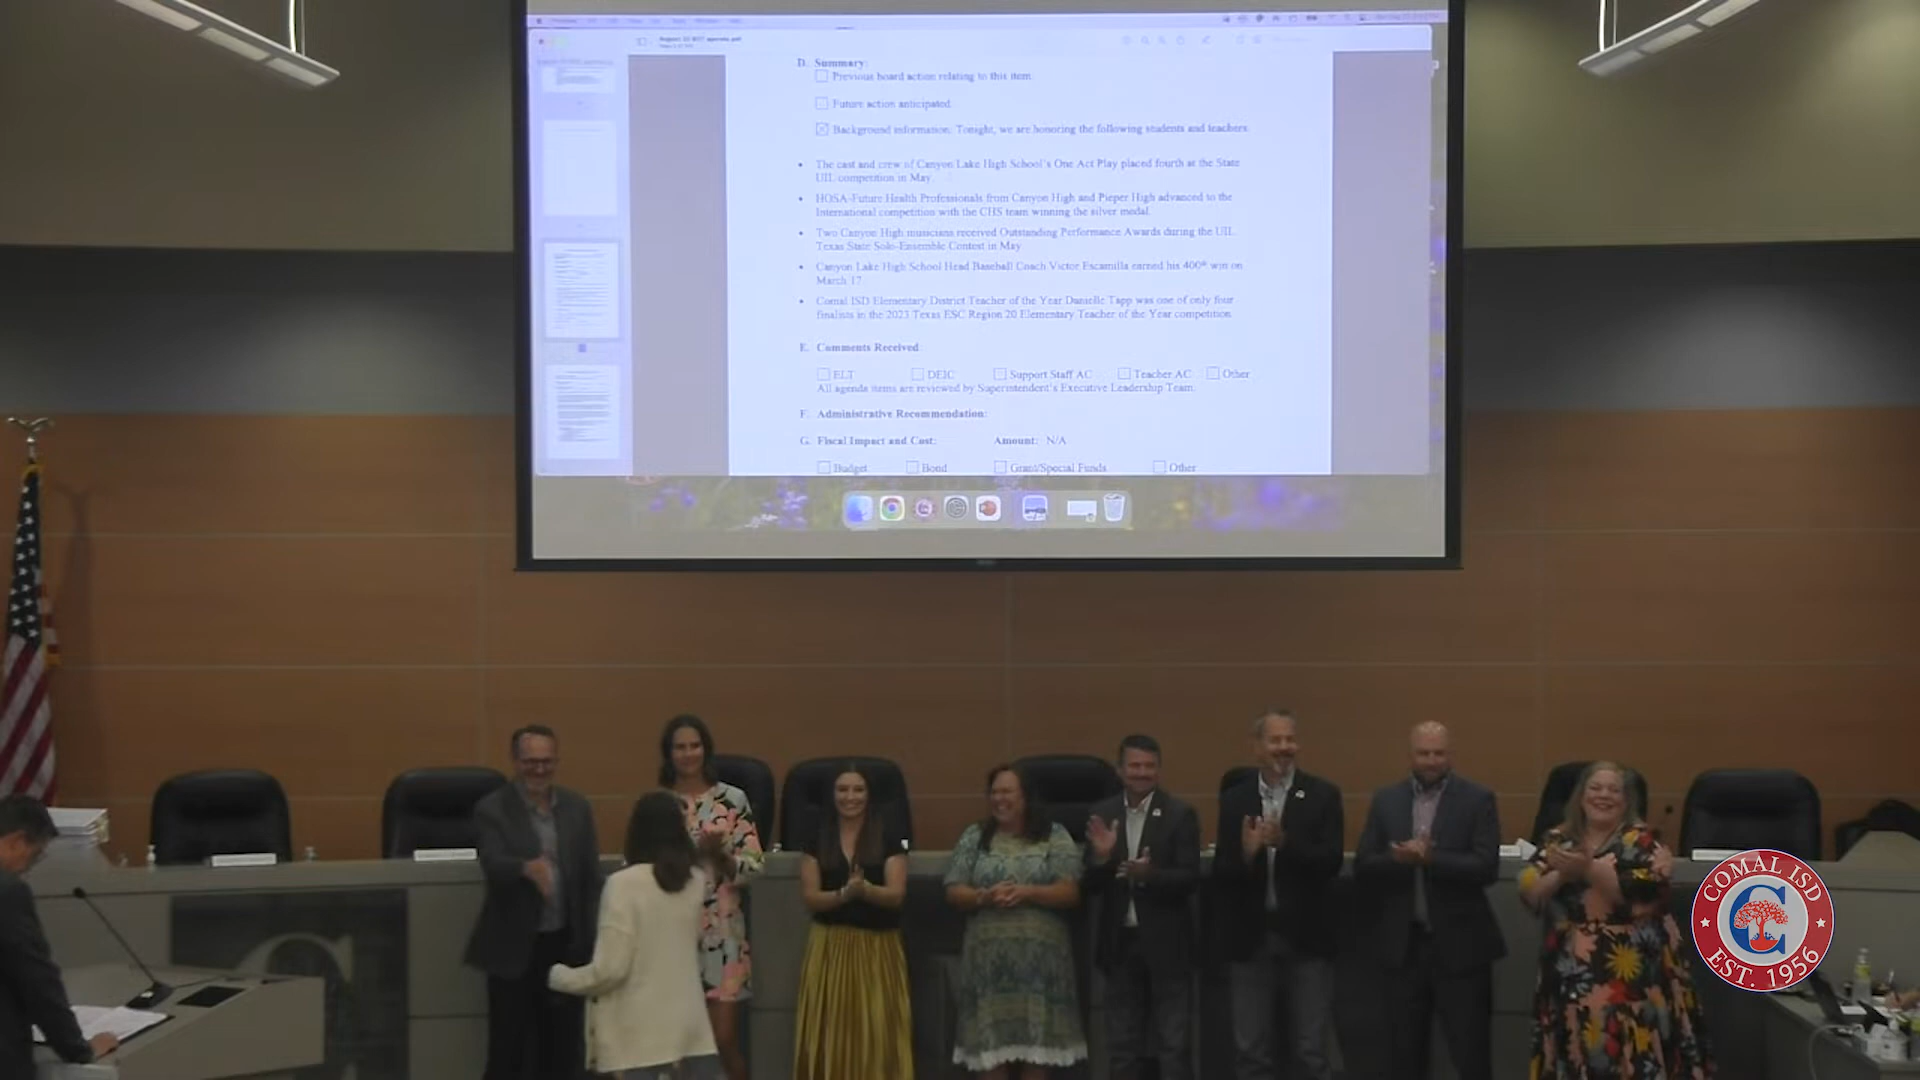 August 23 BOT agenda.pdf
D. Summary:
Previous board action relating to this item.
Future action anticipated.
Background information: Tonight, we are honoring the following students and teachers.
• The cast and crew of Canyon Lake High School's One Act Play placed fourth at the State
UIL competition in May.
• HOSA-Future Health Professionals from Canyon High and Pieper High advanced to the
International competition with the CHS team winning the silver medal.
• Two Canyon High musicians received Outstanding Performance Awards during the UIL
Texas State Solo-Ensemble Contest in May.
• Canyon Lake High School Head Baseball Coach Victor Escamilla earned his 400th win on
March 17.
• Comal ISD Elementary District Teacher of the Year Danielle Tapp was one of only four
finalists in the 2023 Texas ESC Region 20 Elementary Teacher of the Year competition.
E. Comments Received:
ELT DEIC Support Staff AC Teacher AC Other
All agenda items are reviewed by Superintendent's Executive Leadership Team.
F. Administrative Recommendation:
G. Fiscal Impact and Cost: Amount: N/A
Budget Bond Grant/Special Funds Other
COMAL ISD
C
EST. 1956